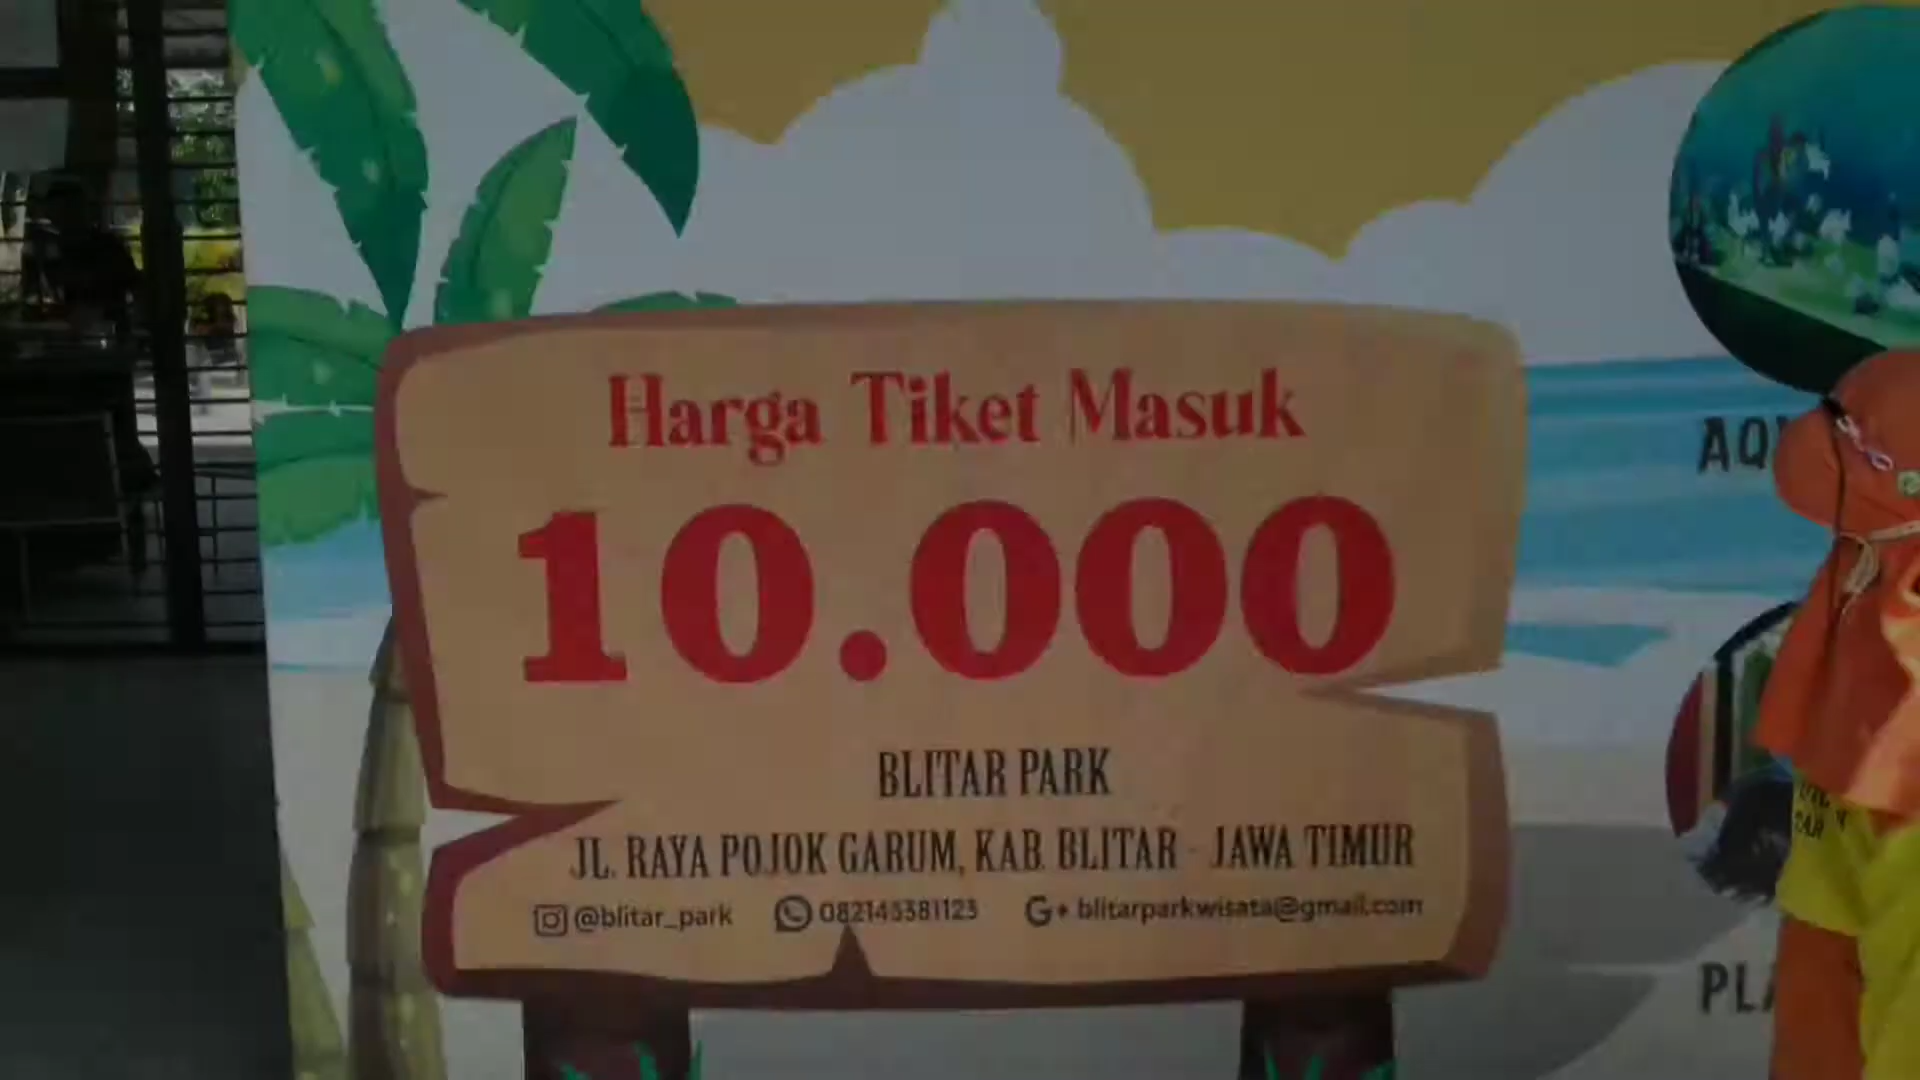 Harga Tiket Masuk
10.000
BLITAR PARK
JL. RAYA POJOK GARUM, KAB. BLITAR - JAWA TIMUR
@blitar_park 082145381123 G+ blitarparkwisata@gmail.com